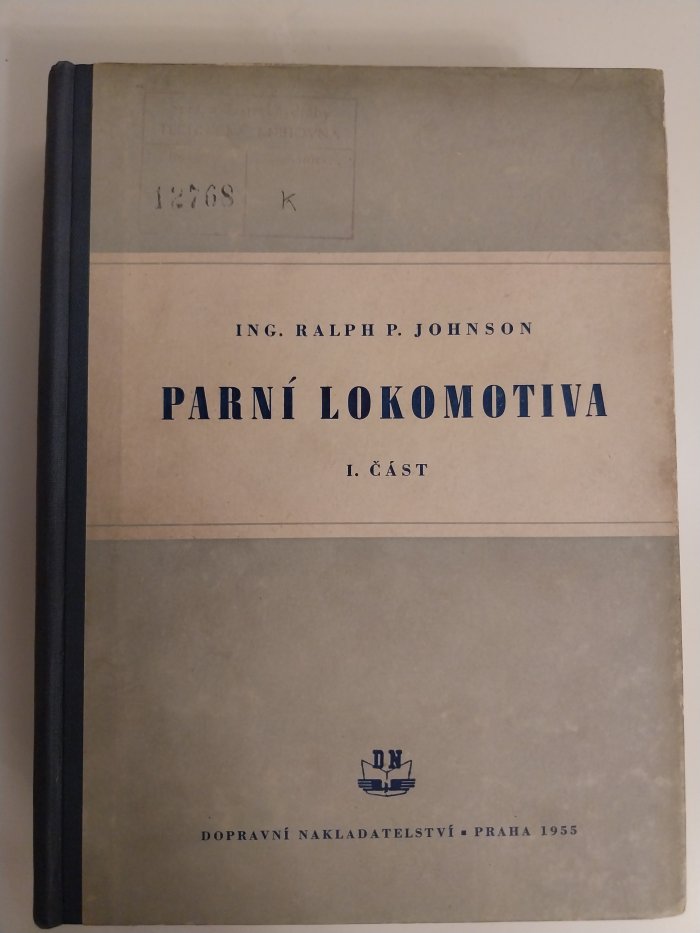 12768
K
ING. RALPH P. JOHNSON
PARNÍ LOKOMOTIVA
I. ČÁST
DN
DOPRAVNÍ NAKLADATELSTVÍ ▪ PRAHA 1955